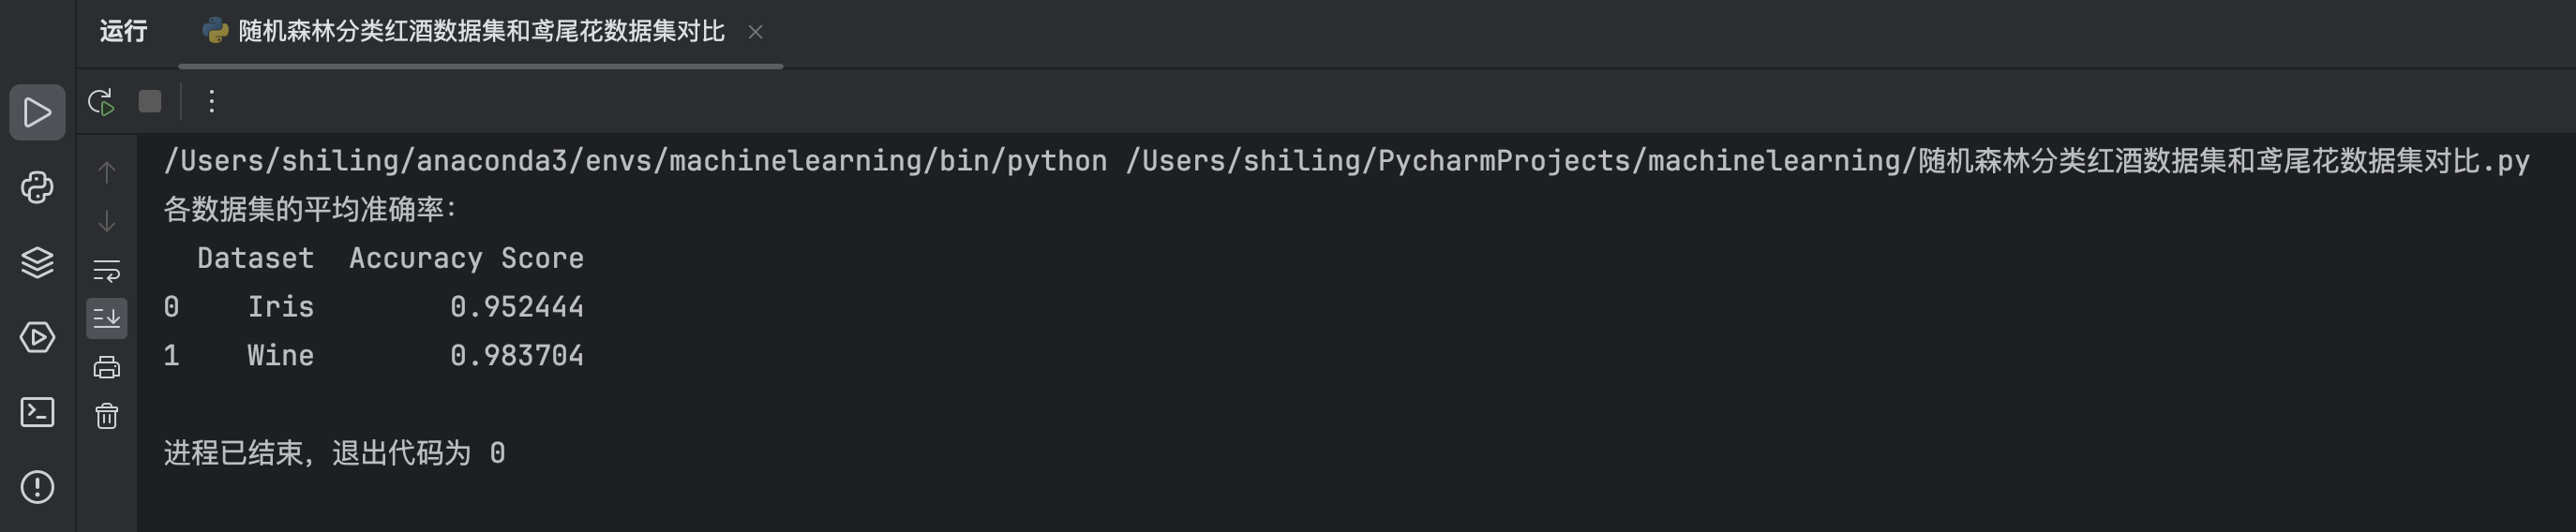 运行 随机森林分类红酒数据集和鸢尾花数据集对比
/Users/shiling/anaconda3/envs/machinelearning/bin/python /Users/shiling/PycharmProjects/machinelearning/随机森林分类红酒数据集和鸢尾花数据集对比.py
各数据集的平均准确率：
  Dataset  Accuracy Score
0    Iris        0.952444
1    Wine        0.983704
进程已结束，退出代码为 0